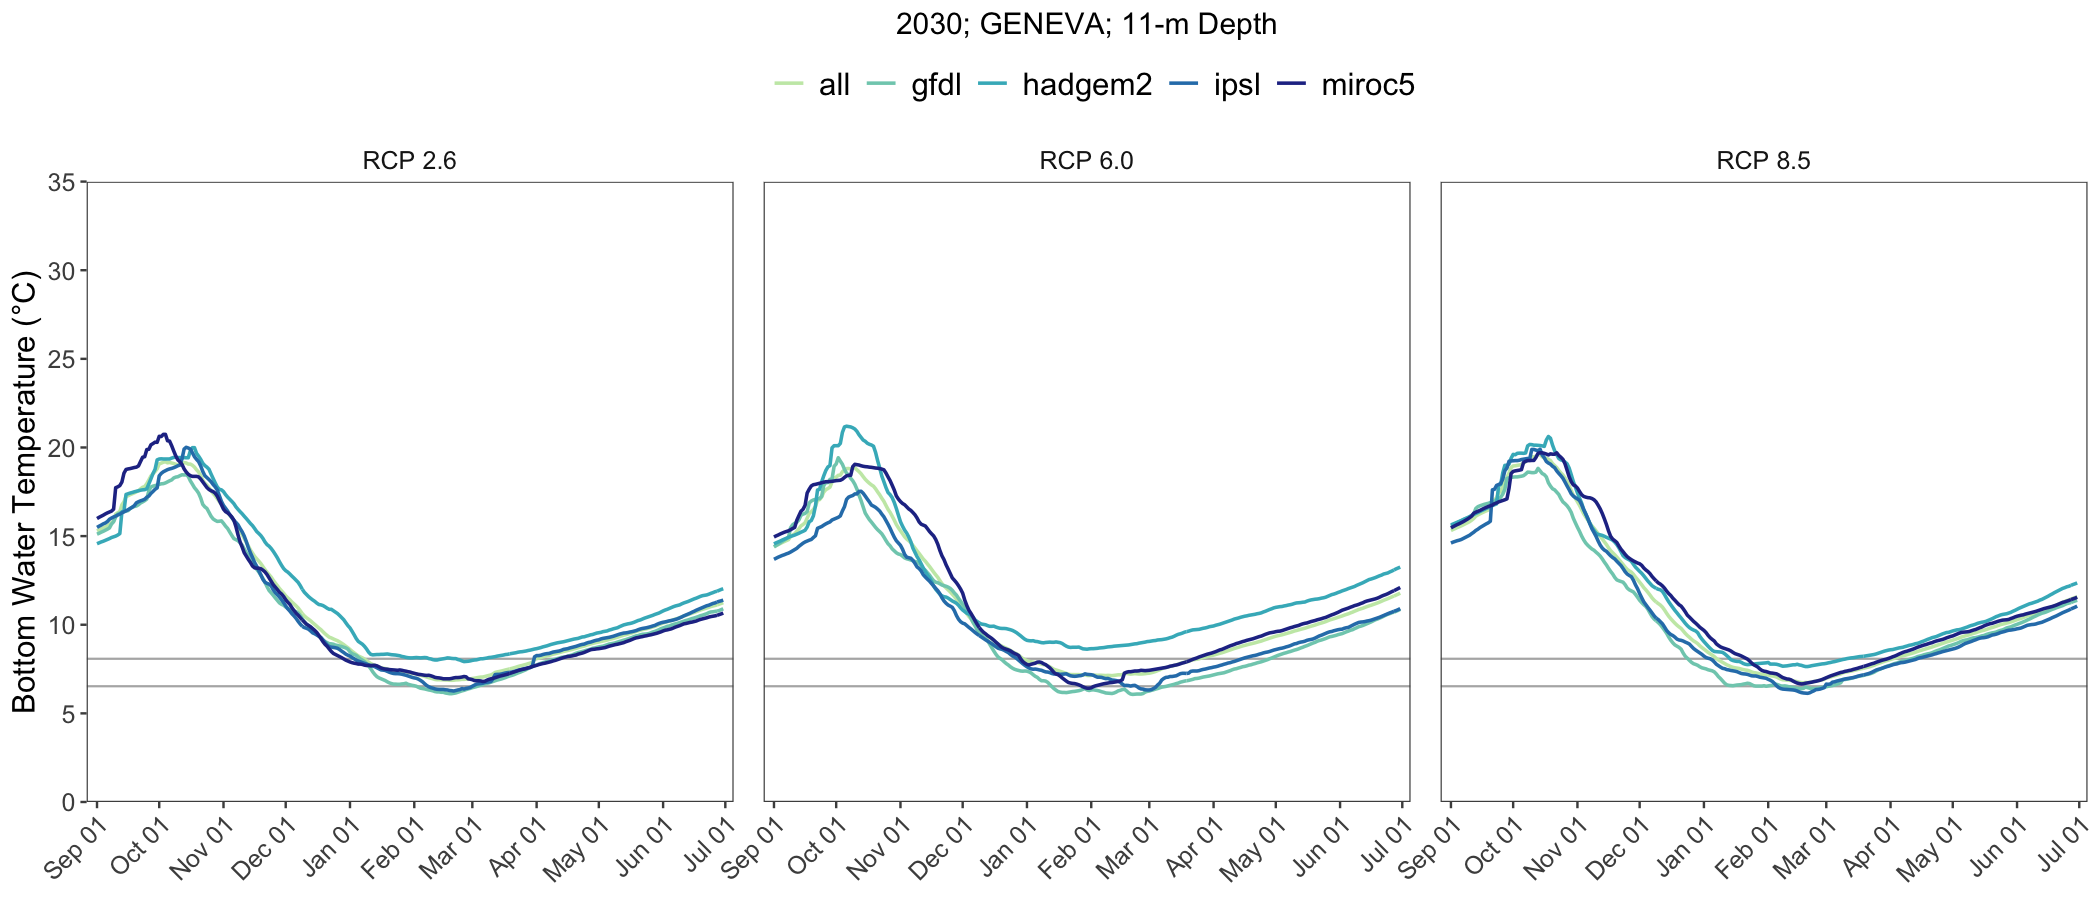 2030; GENEVA; 11-m Depth
all gfdl hadgem2 ipsl miroc5
RCP 2.6 RCP 6.0 RCP 8.5
Bottom Water Temperature (°C)
35
30
25
20
15
10
5
0
Sep 01 Oct 01 Nov 01 Dec 01 Jan 01 Feb 01 Mar 01 Apr 01 May 01 Jun 01 Jul 01 Sep 01 Oct 01 Nov 01 Dec 01 Jan 01 Feb 01 Mar 01 Apr 01 May 01 Jun 01 Jul 01 Sep 01 Oct 01 Nov 01 Dec 01 Jan 01 Feb 01 Mar 01 Apr 01 May 01 Jun 01 Jul 01